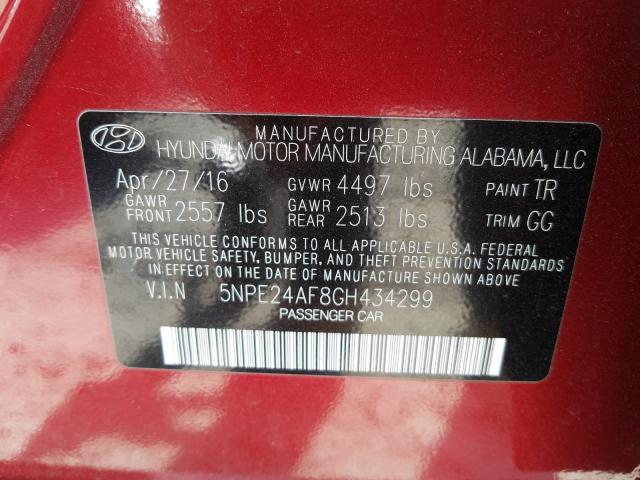 MANUFACTURED BY
HYUNDAI MOTOR MANUFACTURING ALABAMA, LLC
Apr/27/16 GVWR 4497 lbs PAINT TR
GAWR FRONT 2557 lbs GAWR REAR 2513 lbs TRIM GG
THIS VEHICLE CONFORMS TO ALL APPLICABLE U.S.A. FEDERAL
MOTOR VEHICLE SAFETY, BUMPER, AND THEFT PREVENTION
STANDARDS IN EFFECT ON THE DATE OF MANUFACTURE SHOWN ABOVE
V.I.N 5NPE24AF8GH434299
PASSENGER CAR